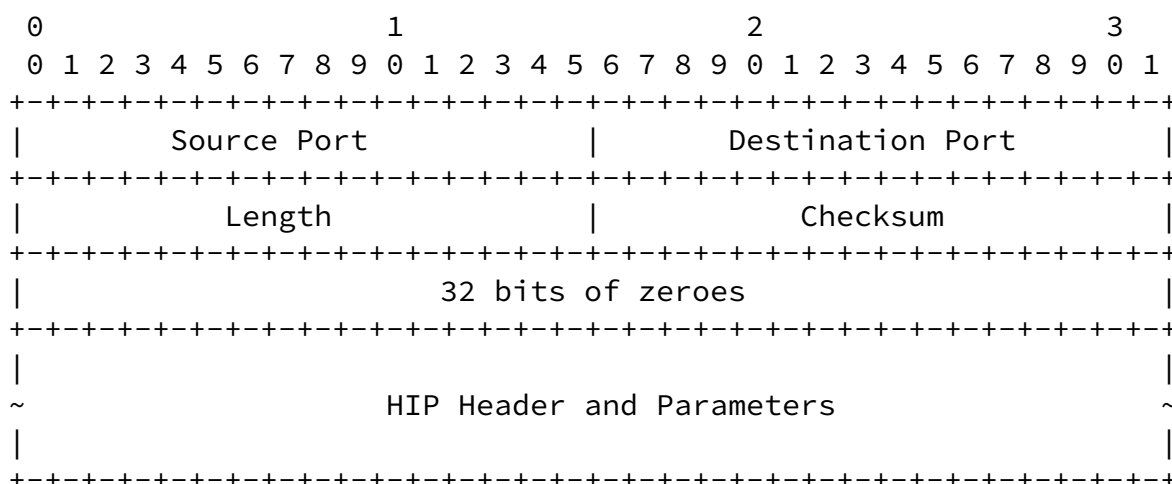 0                   1                   2                   3
0 1 2 3 4 5 6 7 8 9 0 1 2 3 4 5 6 7 8 9 0 1 2 3 4 5 6 7 8 9 0 1
+-+-+-+-+-+-+-+-+-+-+-+-+-+-+-+-+-+-+-+-+-+-+-+-+-+-+-+-+-+-+-+-+
|        Source Port            |       Destination Port        |
+-+-+-+-+-+-+-+-+-+-+-+-+-+-+-+-+-+-+-+-+-+-+-+-+-+-+-+-+-+-+-+-+
|           Length              |           Checksum            |
+-+-+-+-+-+-+-+-+-+-+-+-+-+-+-+-+-+-+-+-+-+-+-+-+-+-+-+-+-+-+-+-+
|                       32 bits of zeroes                       |
+-+-+-+-+-+-+-+-+-+-+-+-+-+-+-+-+-+-+-+-+-+-+-+-+-+-+-+-+-+-+-+-+
|                                                               |
~                    HIP Header and Parameters                  ~
|                                                               |
+-+-+-+-+-+-+-+-+-+-+-+-+-+-+-+-+-+-+-+-+-+-+-+-+-+-+-+-+-+-+-+-+